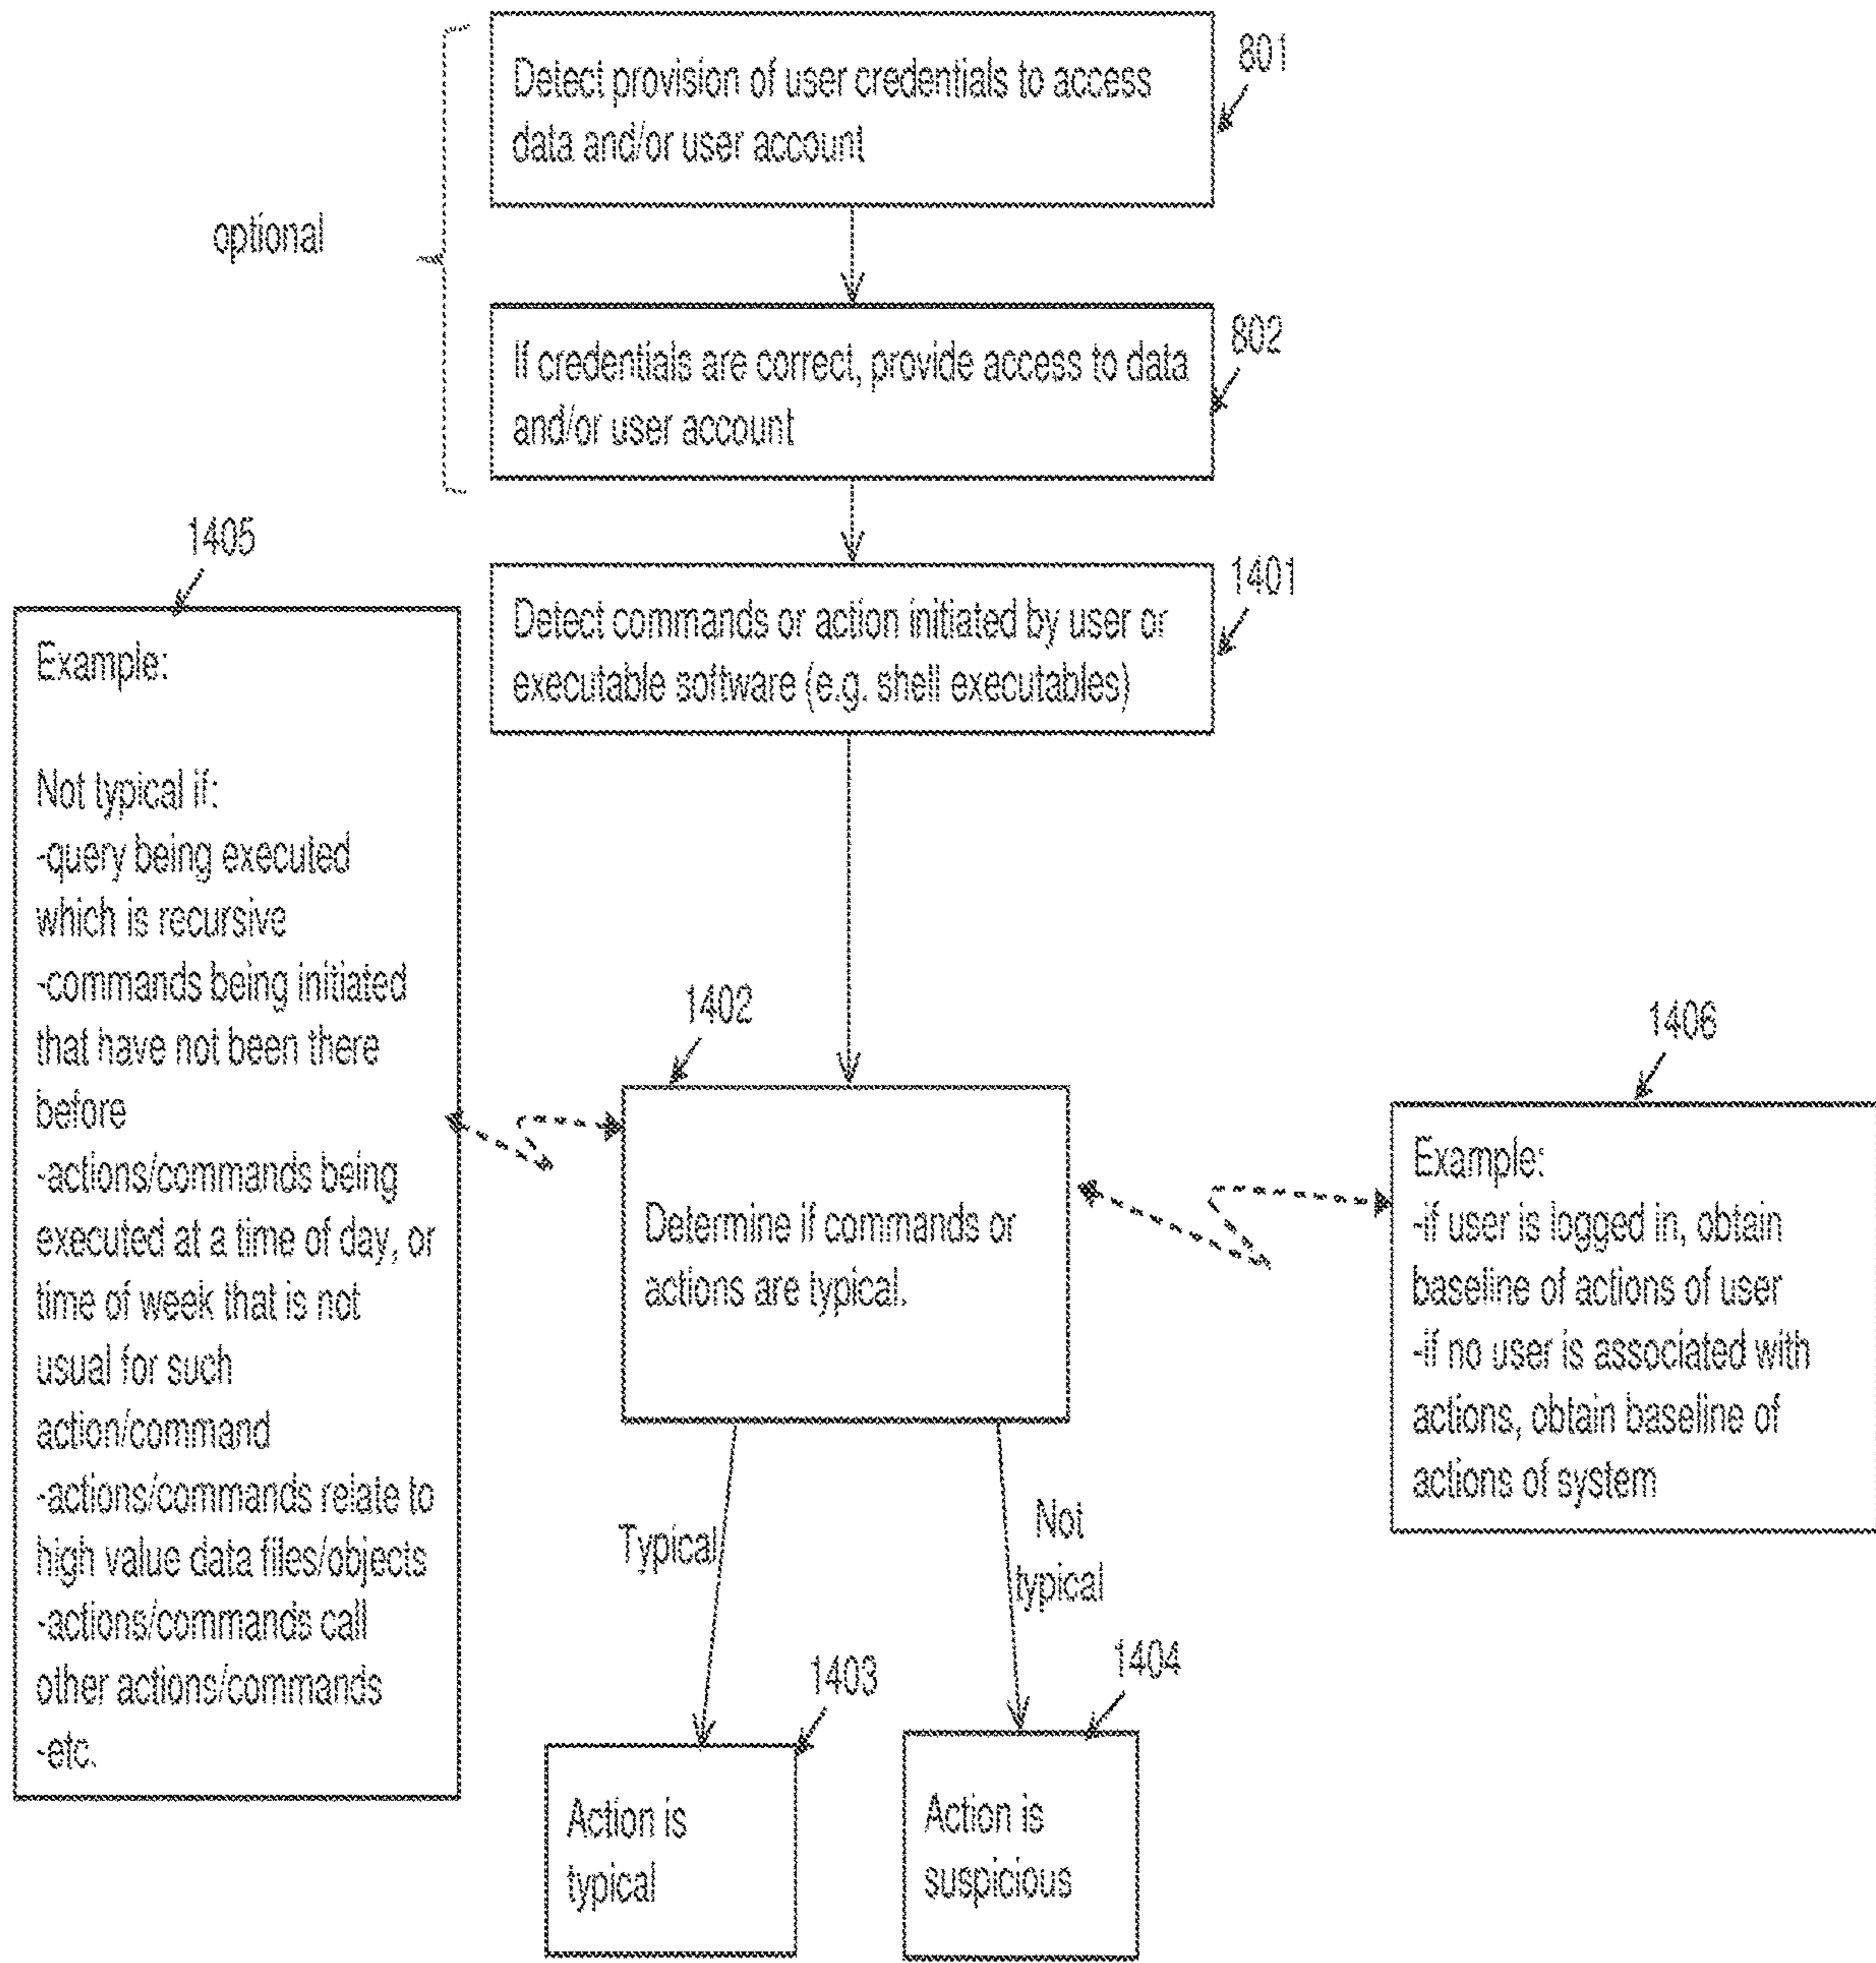 Detect provision of user credentials to access
data and/or user account
801
optional
If credentials are correct, provide access to data
and/or user account
802
1405
Detect commands or action initiated by user or
executable software (e.g. shell executables)
1401
Example:
Not typical if:
-query being executed
which is recursive
-commands being initiated
that have not been there
before
-actions/commands being
executed at a time of day, or
time of week that is not
usual for such
action/command
-actions/commands relate to
high value data files/objects
-actions/commands call
other actions/commands
-etc.
1402
Determine if commands or
actions are typical.
1406
Example:
-if user is logged in, obtain
baseline of actions of user
-if no user is associated with
actions, obtain baseline of
actions of system
Typical
Not
typical
1403
Action is
typical
1404
Action is
suspicious